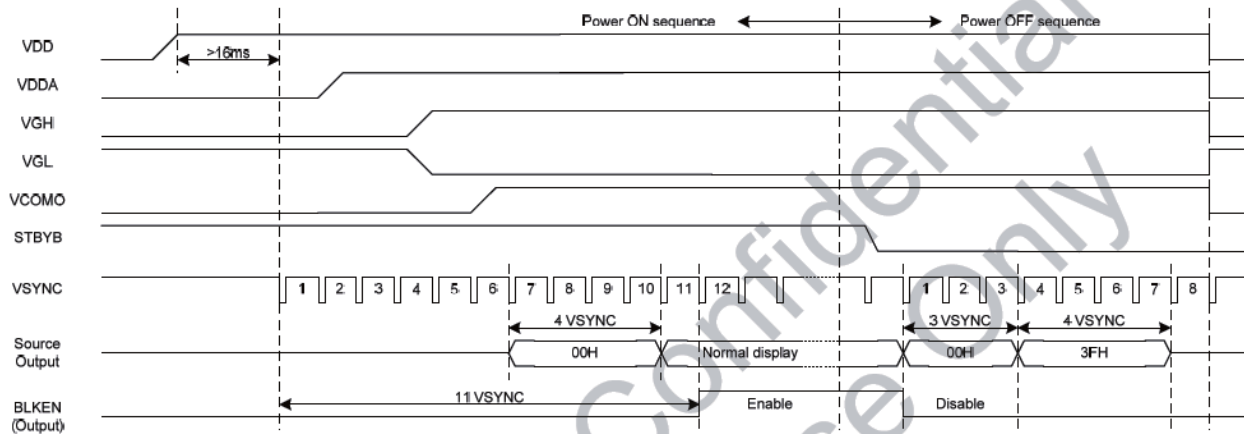 Power ON sequence
Power OFF sequence
VDD
>16ms
VDDA
VGH
VGL
VCOMO
STBYB
VSYNC
1 2 3 4 5 6 7 8 9 10 11 12 1 2 3 4 5 6 7 8
4 VSYNC
3 VSYNC
4 VSYNC
Source
Output
00H
Normal display
00H
3FH
11 VSYNC
BLKEN
(Output)
Enable
Disable
Confidential
Only